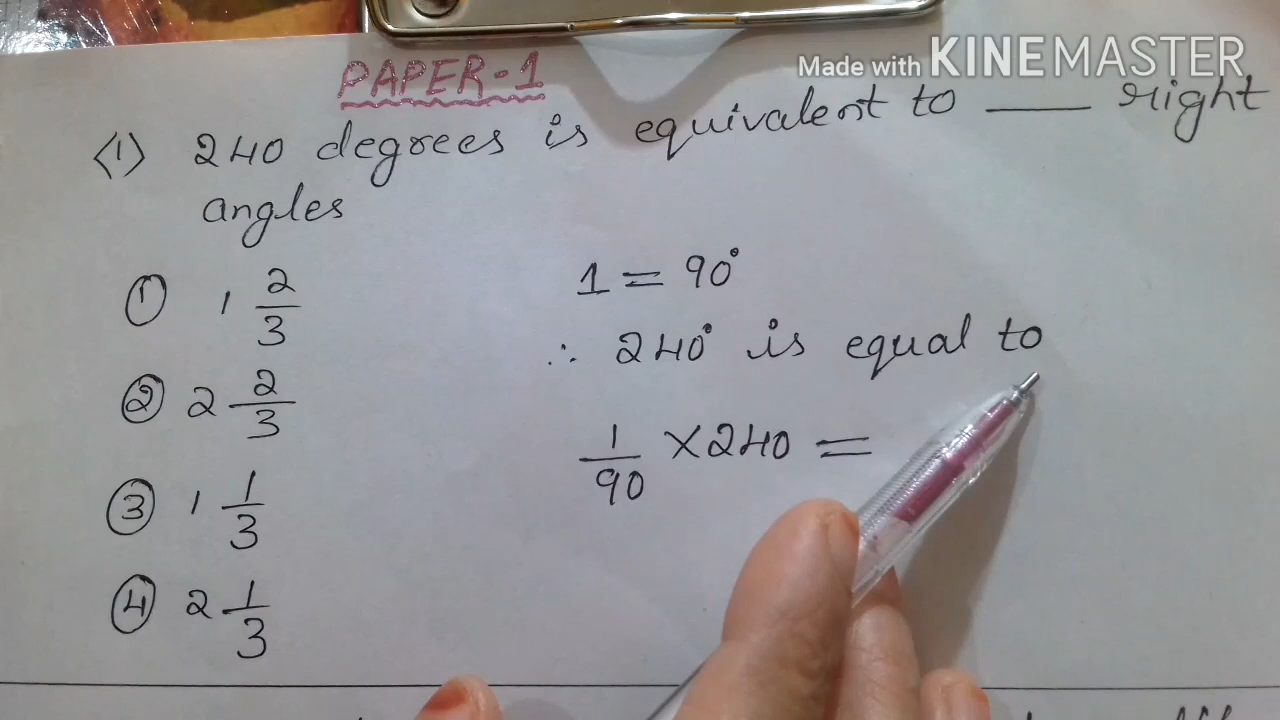 Made with KINEMASTER
PAPER-1
(1) 240 degrees is equivalent to ___ right
angles
① 1 2/3
② 2 2/3
③ 1 1/3
④ 2 1/3
1 = 90°
∴ 240° is equal to
1/90 × 240 =